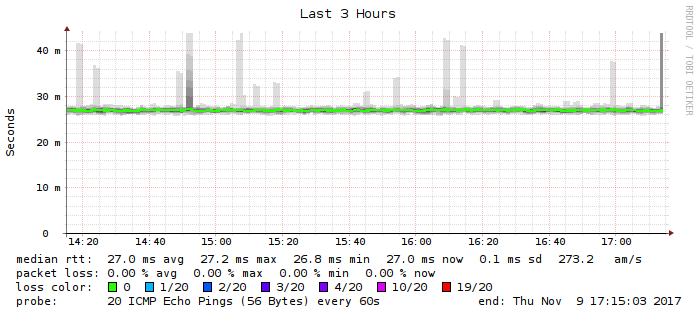 Last 3 Hours
RRDTOOL / TOBI OETIKER
Seconds
40 m
30 m
20 m
10 m
0
14:20 14:40 15:00 15:20 15:40 16:00 16:20 16:40 17:00
median rtt: 27.0 ms avg 27.2 ms max 26.8 ms min 27.0 ms now 0.1 ms sd 273.2 am/s
packet loss: 0.00 % avg 0.00 % max 0.00 % min 0.00 % now
loss color: 0 1/20 2/20 3/20 4/20 10/20 19/20
probe: 20 ICMP Echo Pings (56 Bytes) every 60s end: Thu Nov 9 17:15:03 2017